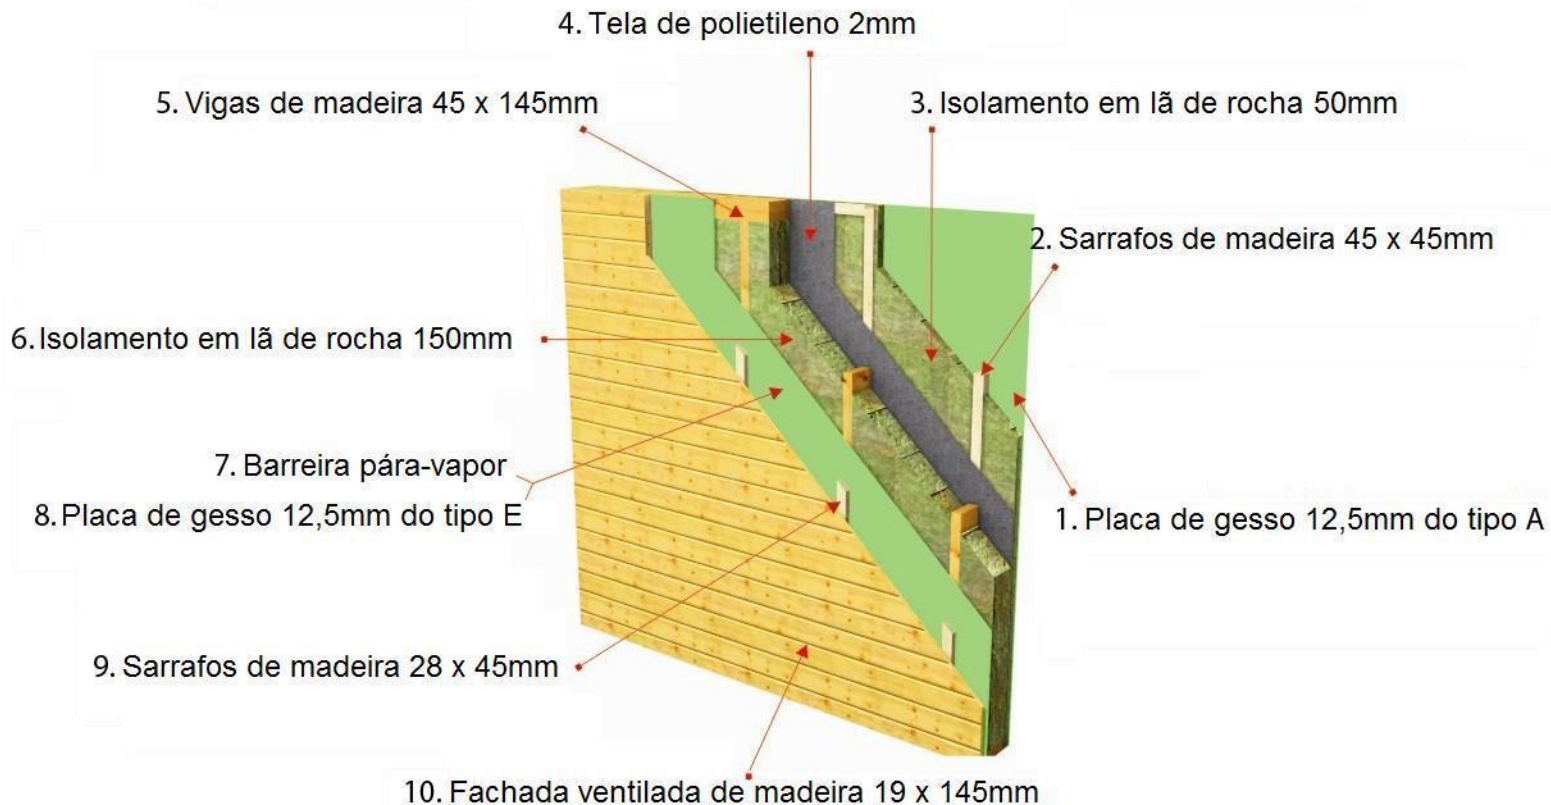 4. Tela de polietileno 2mm
5. Vigas de madeira 45 x 145mm
3. Isolamento em lã de rocha 50mm
2. Sarrafos de madeira 45 x 45mm
6. Isolamento em lã de rocha 150mm
7. Barreira pára-vapor
8. Placa de gesso 12,5mm do tipo E
1. Placa de gesso 12,5mm do tipo A
9. Sarrafos de madeira 28 x 45mm
10. Fachada ventilada de madeira 19 x 145mm